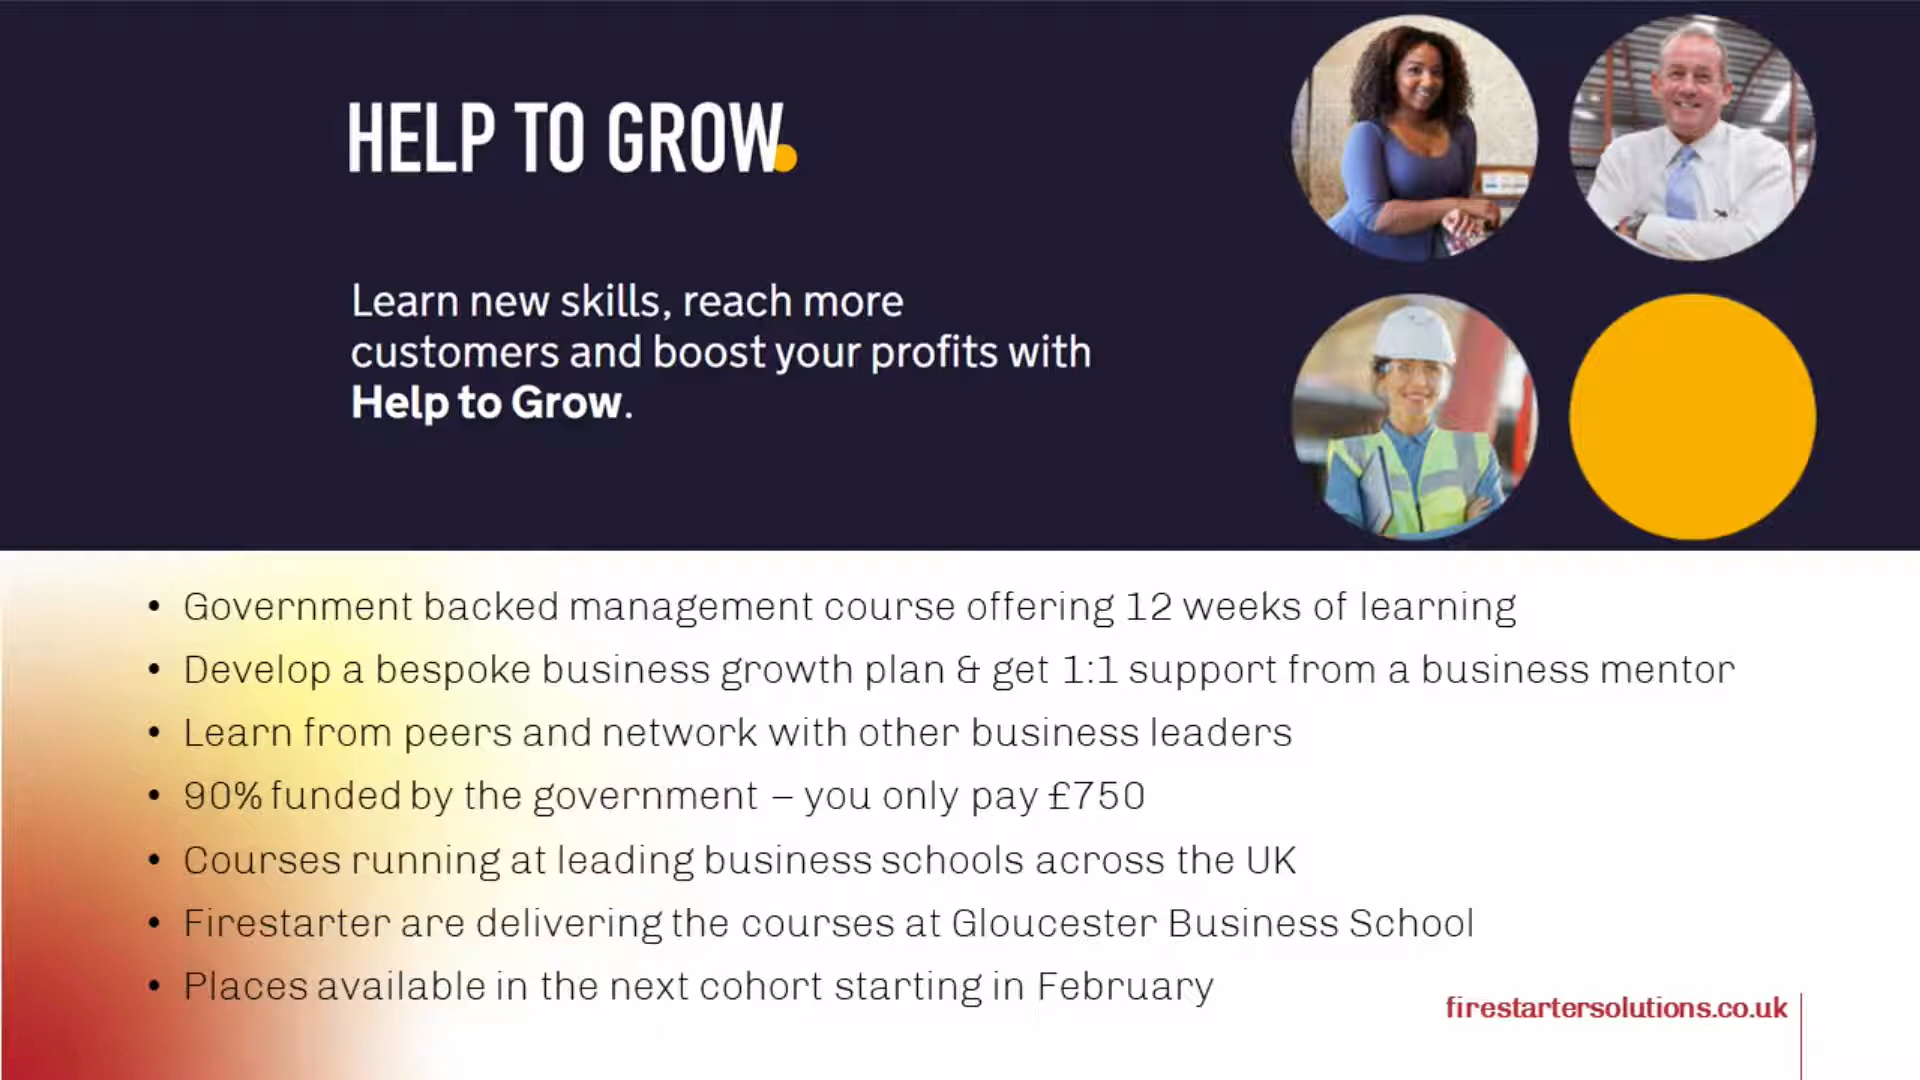 HELP TO GROW.
Learn new skills, reach more
customers and boost your profits with
Help to Grow.
• Government backed management course offering 12 weeks of learning
• Develop a bespoke business growth plan & get 1:1 support from a business mentor
• Learn from peers and network with other business leaders
• 90% funded by the government – you only pay £750
• Courses running at leading business schools across the UK
• Firestarter are delivering the courses at Gloucester Business School
• Places available in the next cohort starting in February
firestartersolutions.co.uk